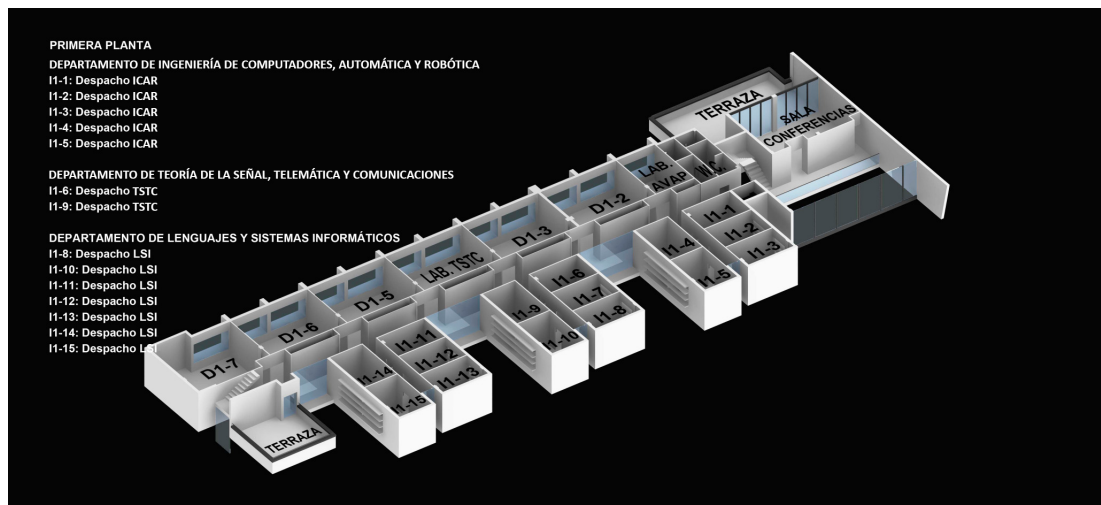 PRIMERA PLANTA
DEPARTAMENTO DE INGENIERÍA DE COMPUTADORES, AUTOMÁTICA Y ROBÓTICA
I1-1: Despacho ICAR
I1-2: Despacho ICAR
I1-3: Despacho ICAR
I1-4: Despacho ICAR
I1-5: Despacho ICAR
DEPARTAMENTO DE TEORÍA DE LA SEÑAL, TELEMÁTICA Y COMUNICACIONES
I1-6: Despacho TSTC
I1-9: Despacho TSTC
DEPARTAMENTO DE LENGUAJES Y SISTEMAS INFORMÁTICOS
I1-8: Despacho LSI
I1-10: Despacho LSI
I1-11: Despacho LSI
I1-12: Despacho LSI
I1-13: Despacho LSI
I1-14: Despacho LSI
I1-15: Despacho LSI
TERRAZA
SALA
CONFERENCIAS
LAB.
AVAP
W.C.
D1-2
I1-1
I1-2
I1-3
D1-3
I1-4
I1-5
LAB. TSTC
I1-6
I1-7
I1-8
D1-5
I1-9
I1-10
D1-6
I1-11
I1-12
I1-13
D1-7
I1-14
I1-15
TERRAZA